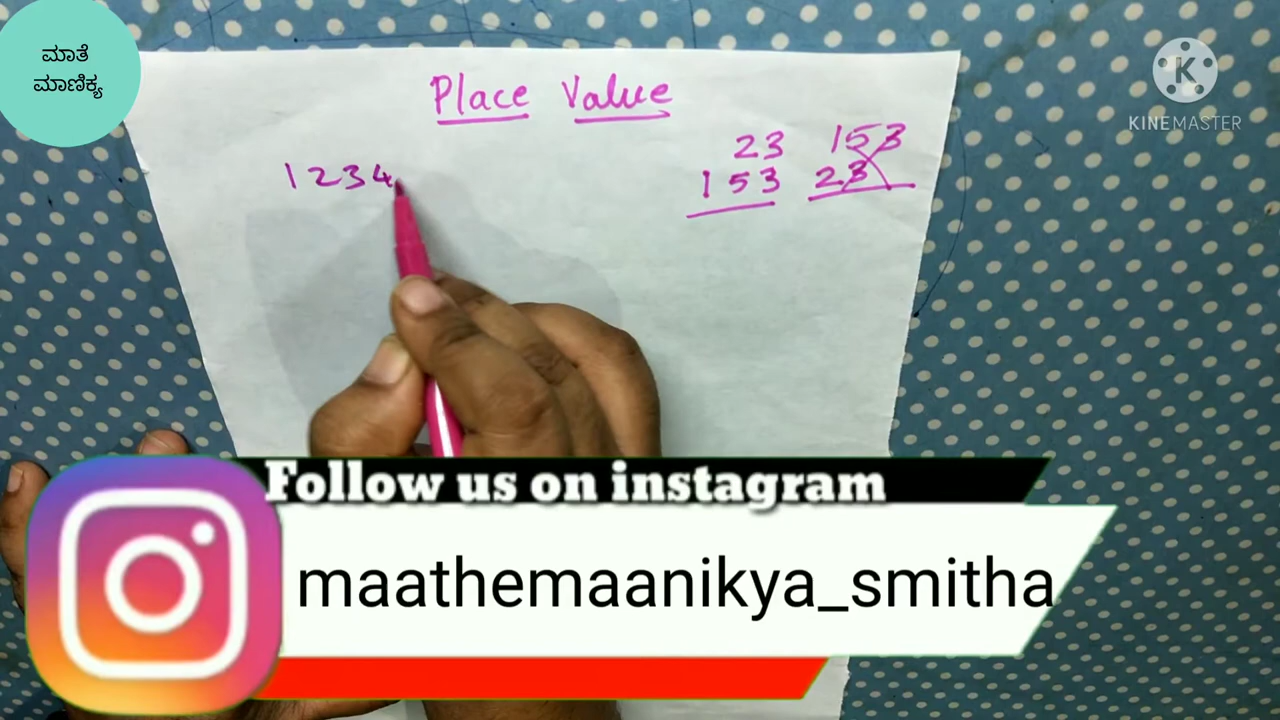 ಮಾತೆ
ಮಾಣಿಕ್ಯ
K
KINEMASTER
Place Value
23 153
1234
153 23
Follow us on instagram
maathemaanikya_smitha